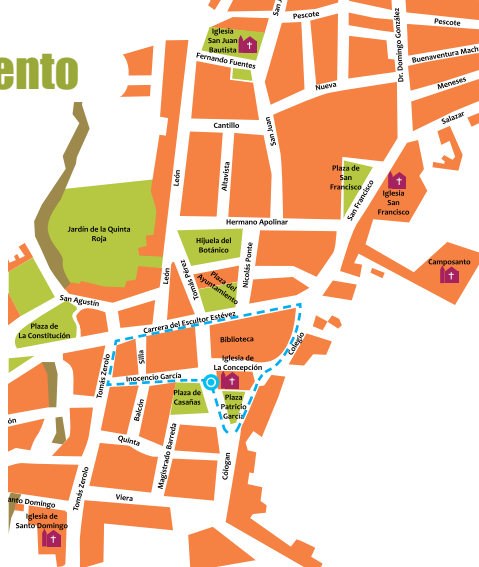 San J
Pescote
Pescote
Dr. Domingo González
Iglesia
San Juan
Bautista
Fernando Fuentes
Buenaventura Mach
ento
Nueva
Meneses
Salazar
Cantillo
San Juan
León
Altavista
Plaza de
San
Francisco
San Francisco
Iglesia
San
Francisco
Hermano Apolinar
Jardín de la Quinta
Roja
Hijuela del
Botánico
Nicolás Ponte
Camposanto
León
Tomás Pérez
Plaza del
Ayuntamiento
San Agustín
Plaza de
La Constitución
Carrera del Escultor Estévez
Biblioteca
Colegio
Silla
Tomás Zerolo
Iglesia de
La Concepción
Inocencio García
Plaza de
Casañas
Plaza
Patricio
García
Balcón
ón
Quinta
Magistrado Barreda
Cólogan
Tomás Zerolo
Viera
anto Domingo
Iglesia de
Santo Domingo